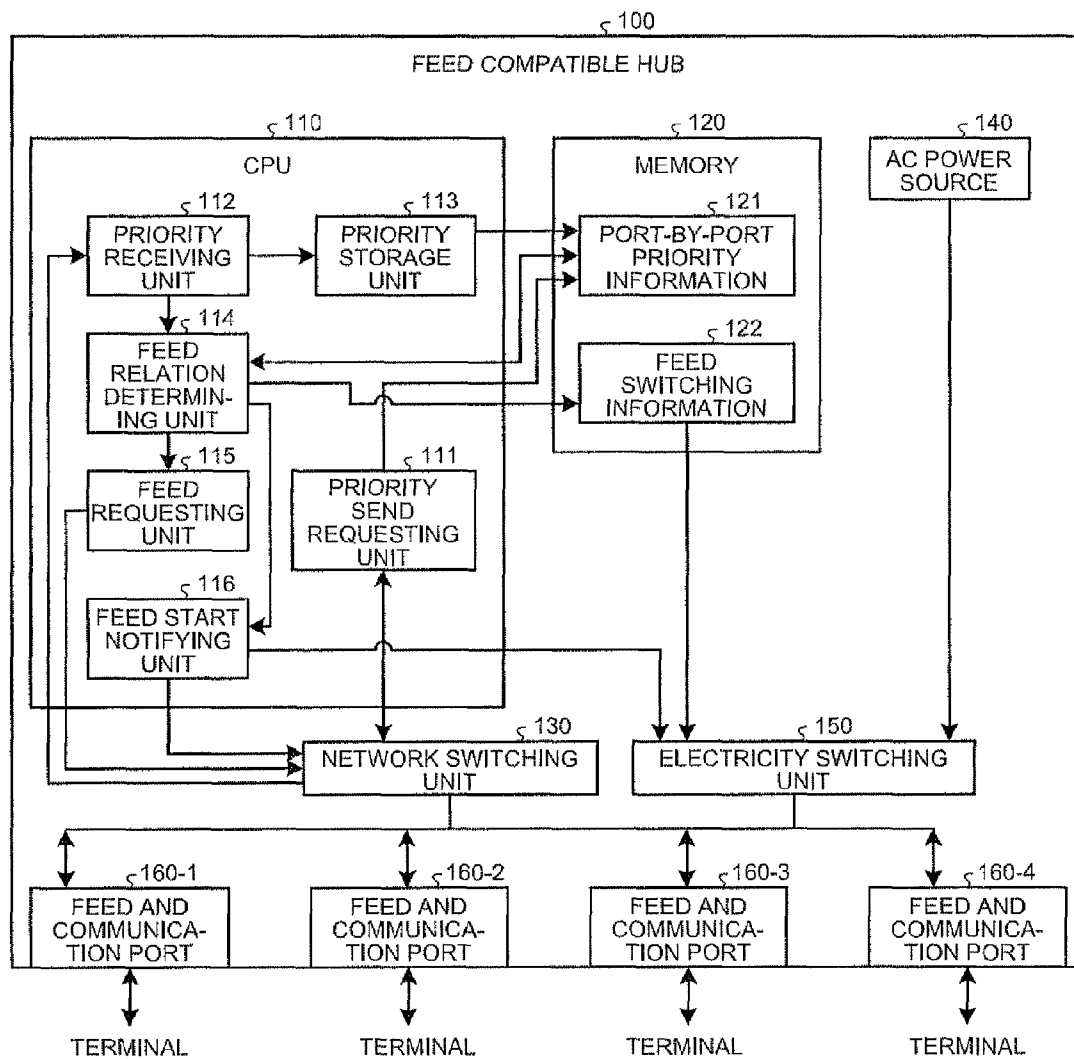 100
FEED COMPATIBLE HUB
110
CPU
120
MEMORY
140
AC POWER
SOURCE
112
PRIORITY
RECEIVING
UNIT
113
PRIORITY
STORAGE
UNIT
121
PORT-BY-PORT
PRIORITY
INFORMATION
114
FEED
RELATION
DETERMIN-
ING UNIT
122
FEED
SWITCHING
INFORMATION
115
FEED
REQUESTING
UNIT
111
PRIORITY
SEND
REQUESTING
UNIT
116
FEED START
NOTIFYING
UNIT
130
NETWORK SWITCHING
UNIT
150
ELECTRICITY SWITCHING
UNIT
160-1
FEED AND
COMMUNICA-
TION PORT
160-2
FEED AND
COMMUNICA-
TION PORT
160-3
FEED AND
COMMUNICA-
TION PORT
160-4
FEED AND
COMMUNICA-
TION PORT
TERMINAL
TERMINAL
TERMINAL
TERMINAL